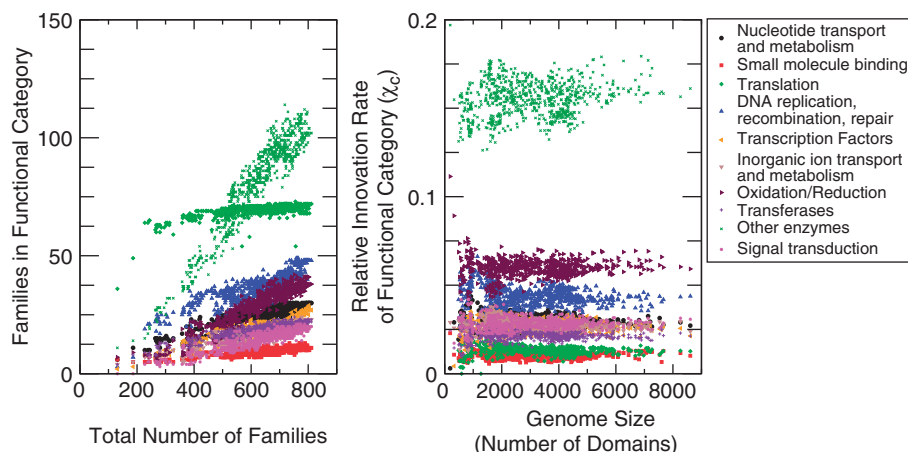 150
100
50
0
0 200 400 600 800 1000
Families in Functional Category
Total Number of Families
0.2
0.1
0
0 2000 4000 6000 8000
Relative Innovation Rate
of Functional Category (χc)
Genome Size
(Number of Domains)
Nucleotide transport
and metabolism
Small molecule binding
Translation
DNA replication,
recombination, repair
Transcription Factors
Inorganic ion transport
and metabolism
Oxidation/Reduction
Transferases
Other enzymes
Signal transduction